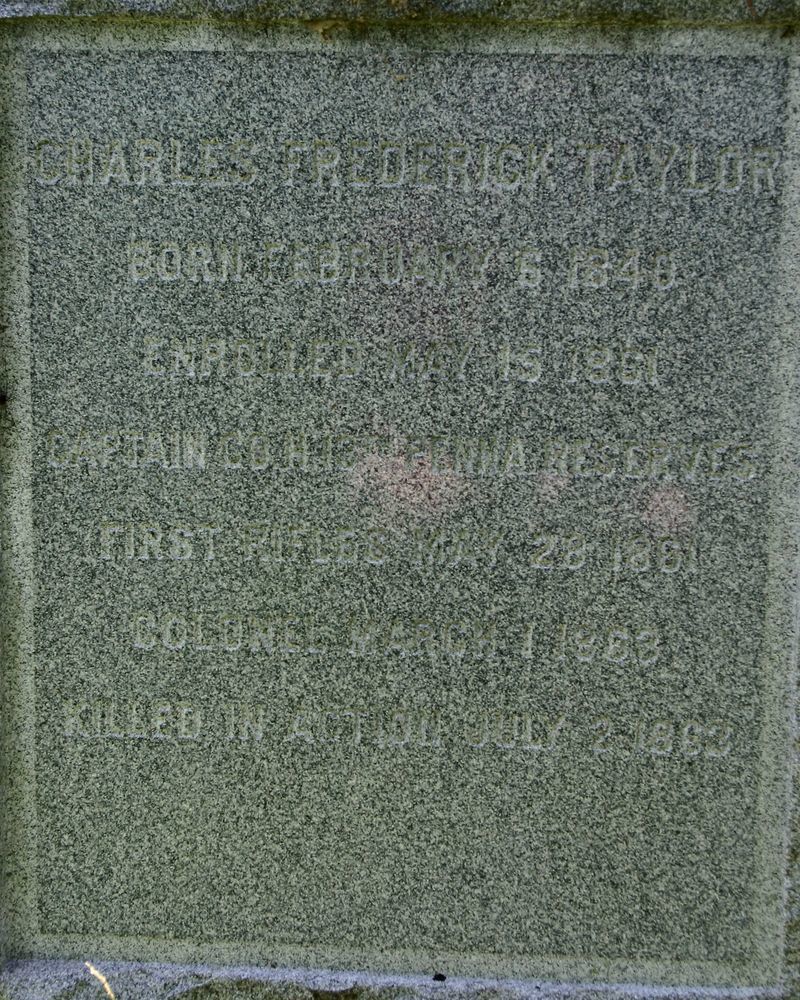 CHARLES FREDERICK TAYLOR
BORN FEBRUARY 6 1840
ENROLLED MAY 15 1861
CAPTAIN CO. H. 13TH PENNA RESERVES
(FIRST RIFLES MAY 28 1861
COLONEL MARCH 1 1863
KILLED IN ACTION JULY 2 1863